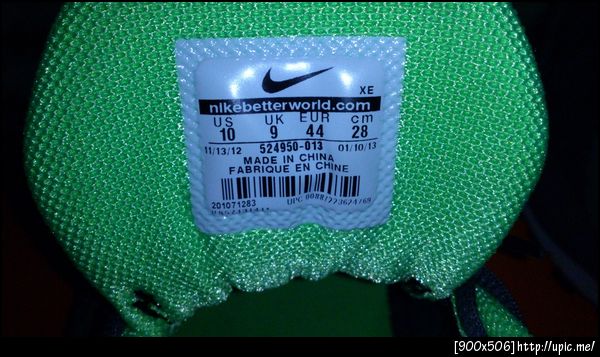 XE
nikebetterworld.com
US UK EUR cm
10 9 44 28
11/13/12 524950-013 01/10/13
MADE IN CHINA
FABRIQUE EN CHINE
201071283
UPC
[900x506]http://upic.me/